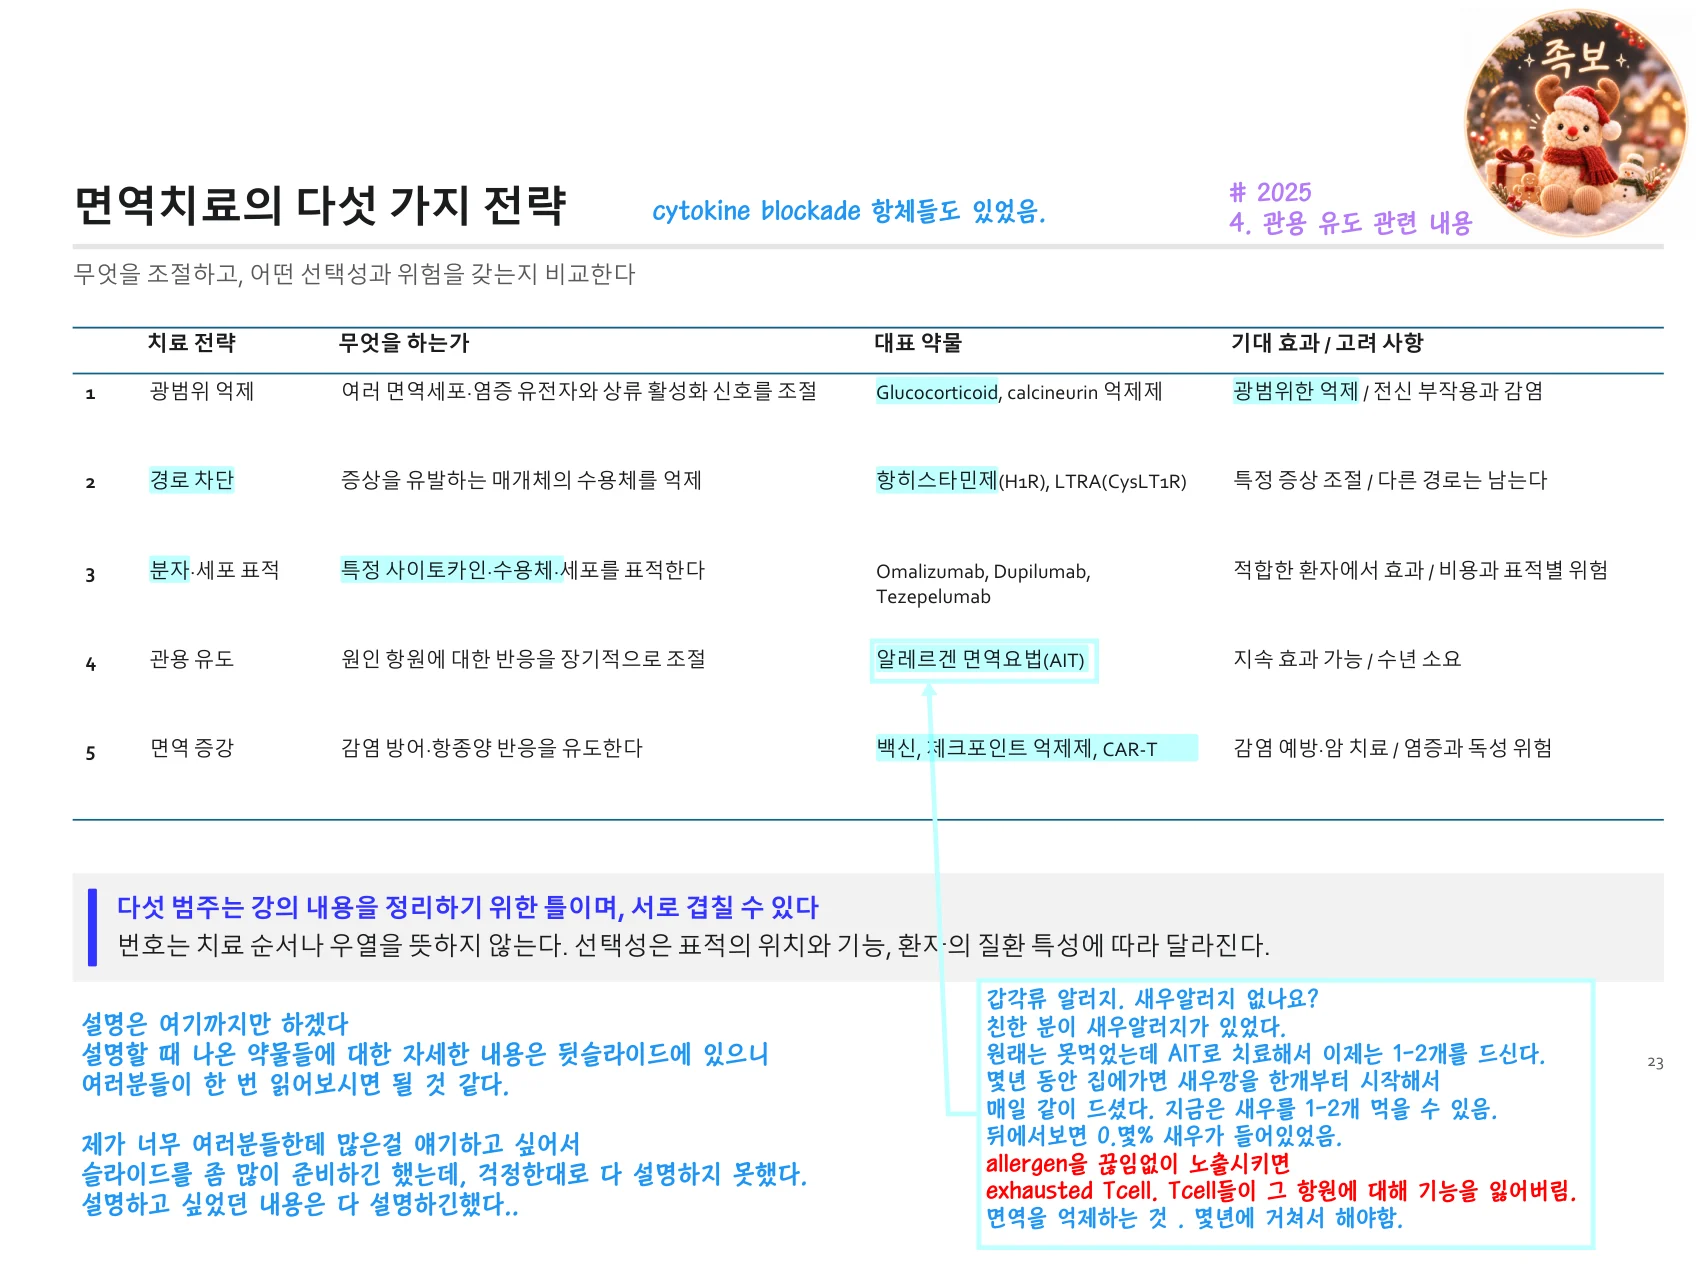 족보
면역치료의 다섯 가지 전략
cytokine blockade 항체들도 있었음.
# 2025
4. 관용 유도 관련 내용
무엇을 조절하고, 어떤 선택성과 위험을 갖는지 비교한다
치료 전략 무엇을 하는가 대표 약물 기대 효과 / 고려 사항
1 광범위 억제 여러 면역세포·염증 유전자와 상류 활성화 신호를 조절 Glucocorticoid, calcineurin 억제제 광범위한 억제 / 전신 부작용과 감염
2 경로 차단 증상을 유발하는 매개체의 수용체를 억제 항히스타민제(H1R), LTRA(CysLT1R) 특정 증상 조절 / 다른 경로는 남는다
3 분자·세포 표적 특정 사이토카인·수용체·세포를 표적한다 Omalizumab, Dupilumab, 적합한 환자에서 효과 / 비용과 표적별 위험
Tezepelumab
4 관용 유도 원인 항원에 대한 반응을 장기적으로 조절 알레르겐 면역요법(AIT) 지속 효과 가능 / 수년 소요
5 면역 증강 감염 방어·항종양 반응을 유도한다 백신, 체크포인트 억제제, CAR-T 감염 예방·암 치료 / 염증과 독성 위험
다섯 범주는 강의 내용을 정리하기 위한 틀이며, 서로 겹칠 수 있다
번호는 치료 순서나 우열을 뜻하지 않는다. 선택성은 표적의 위치와 기능, 환자의 질환 특성에 따라 달라진다.
설명은 여기까지만 하겠다
설명할 때 나온 약물들에 대한 자세한 내용은 뒷슬라이드에 있으니
여러분들이 한 번 읽어보시면 될 것 같다.
제가 너무 여러분들한테 많은걸 얘기하고 싶어서
슬라이드를 좀 많이 준비하긴 했는데, 걱정한대로 다 설명하지 못했다.
설명하고 싶었던 내용은 다 설명하긴했다..
갑각류 알러지. 새우알러지 없나요?
친한 분이 새우알러지가 있었다.
원래는 못먹었는데 AIT로 치료해서 이제는 1-2개를 드신다.
몇년 동안 집에가면 새우깡을 한개부터 시작해서
매일 같이 드셨다. 지금은 새우를 1-2개 먹을 수 있음.
뒤에서보면 0.몇% 새우가 들어있었음.
allergen을 끊임없이 노출시키면
exhausted Tcell. Tcell들이 그 항원에 대해 기능을 잃어버림.
면역을 억제하는 것 . 몇년에 거쳐서 해야함.
23